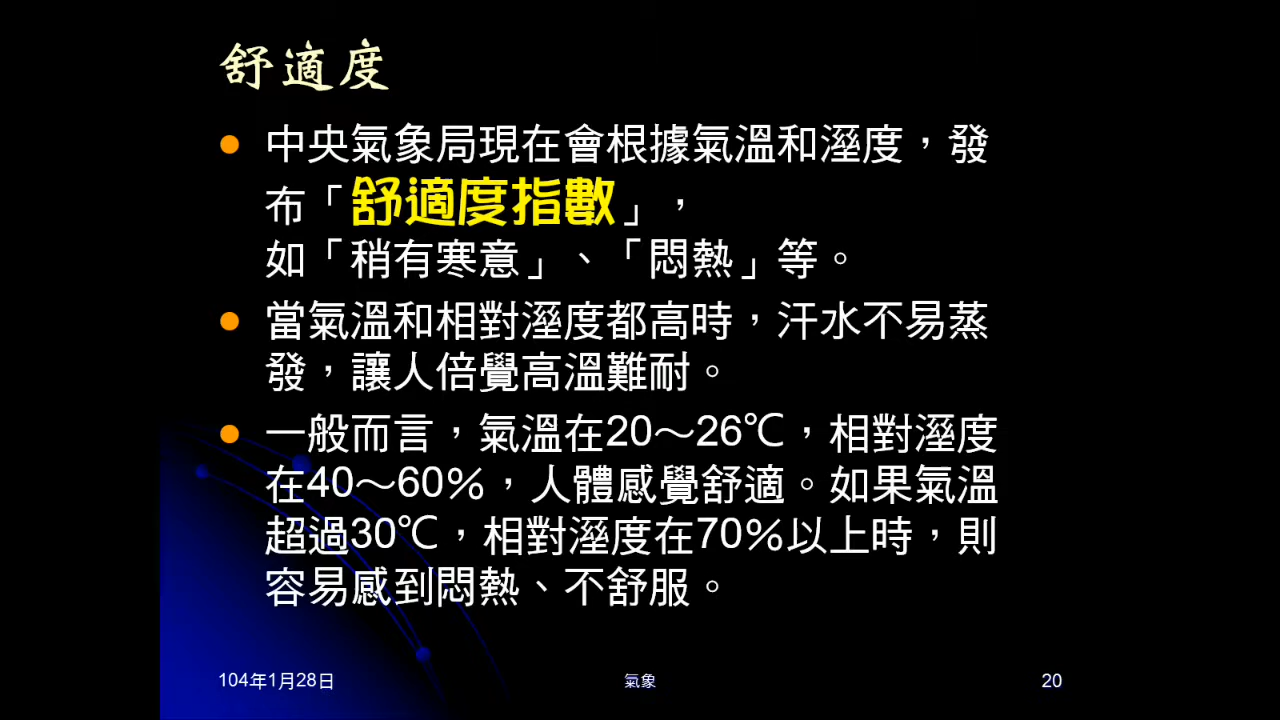 舒適度
中央氣象局現在會根據氣溫和溼度，發
布「舒適度指數」，
如「稍有寒意」、「悶熱」等。
當氣溫和相對溼度都高時，汗水不易蒸
發，讓人倍覺高溫難耐。
一般而言，氣溫在20～26℃，相對溼度
在40～60％，人體感覺舒適。如果氣溫
超過30℃，相對溼度在70％以上時，則
容易感到悶熱、不舒服。
104年1月28日
氣象
20